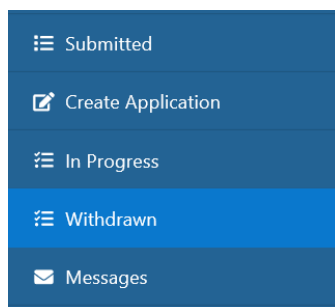 Submitted
Create Application
In Progress
Withdrawn
Messages